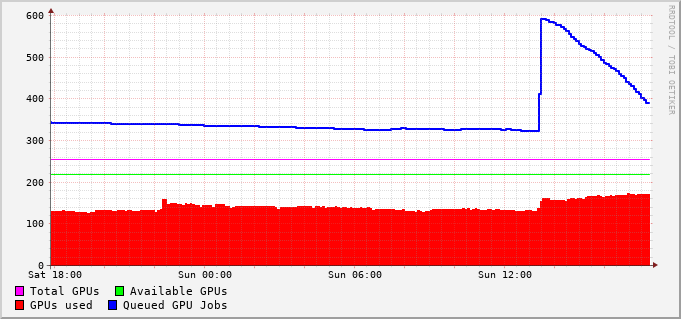 600
500
400
300
200
100
0
Sat 18:00 Sun 00:00 Sun 06:00 Sun 12:00
Total GPUs Available GPUs
GPUs used Queued GPU Jobs
RRDTOOL / TOBI OETIKER